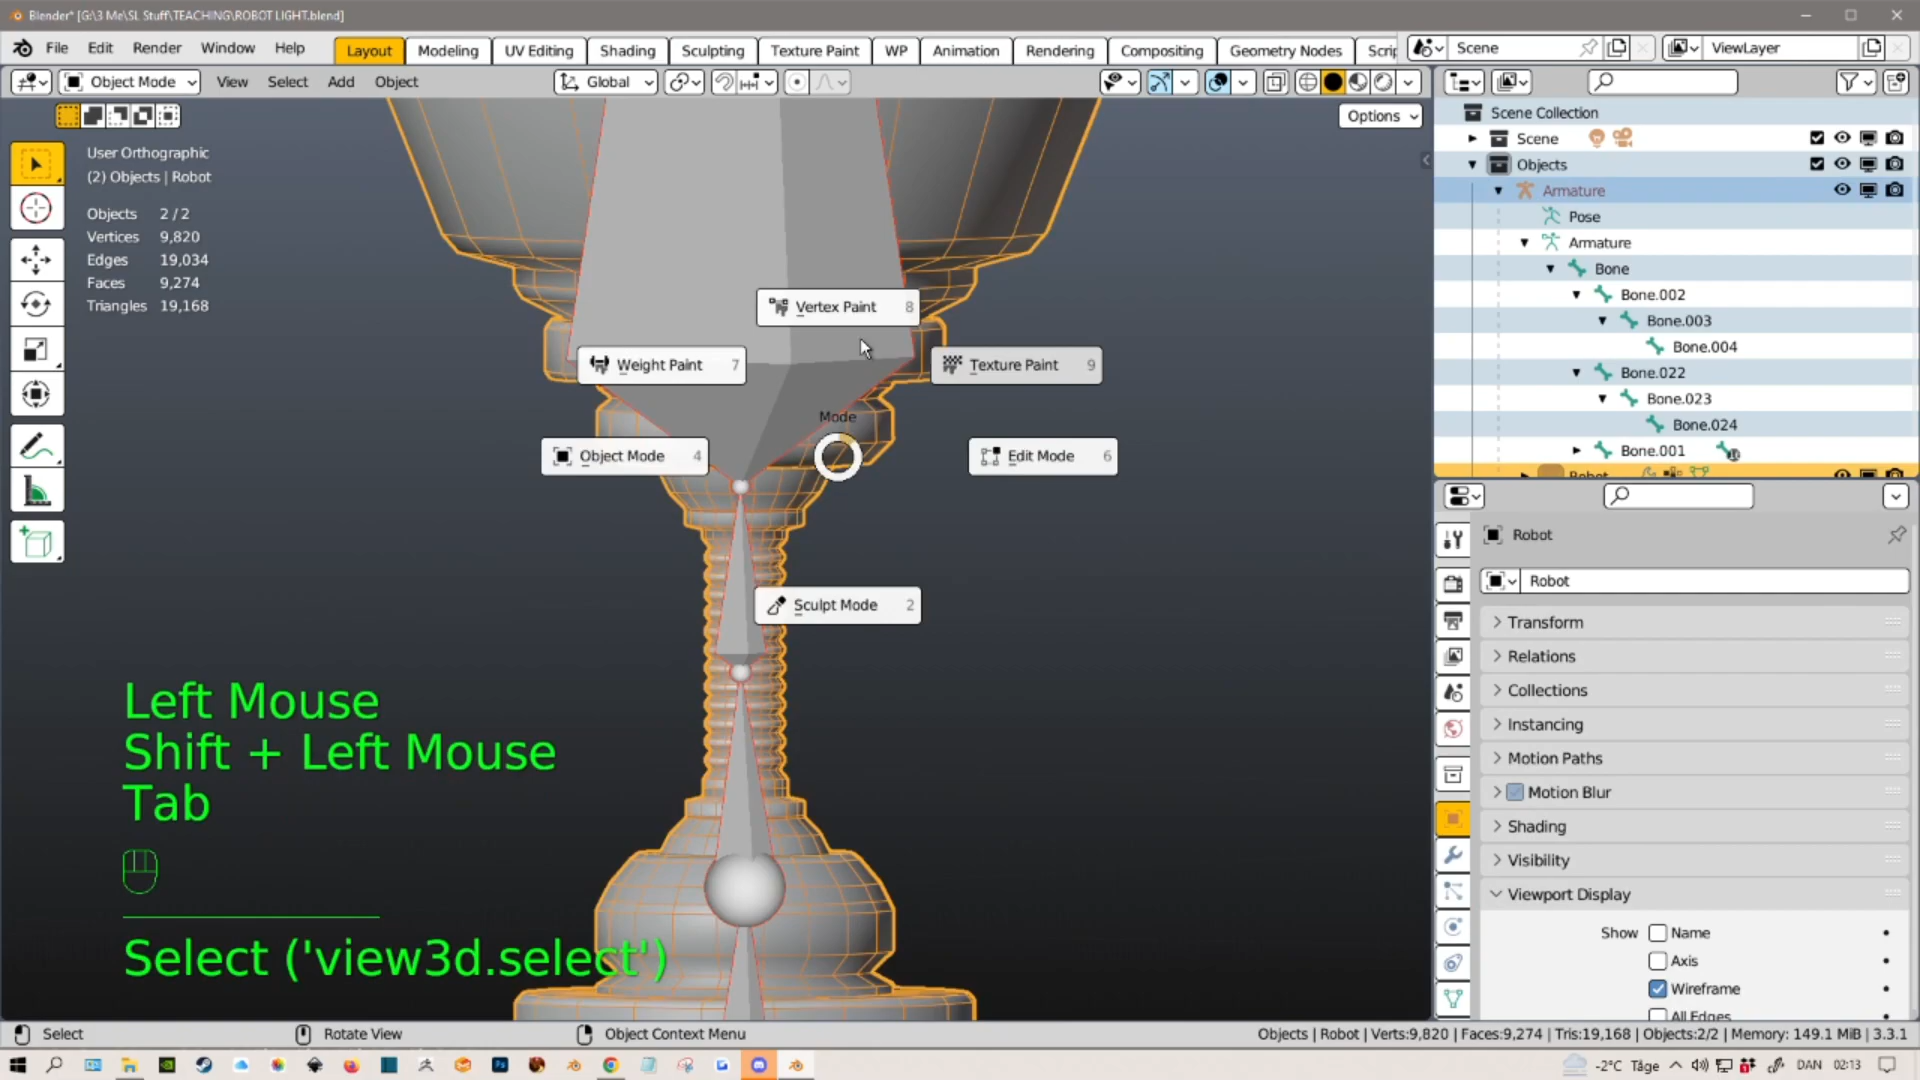 Blender* [G:\3 Me\SL Stuff\TEACHING\ROBOT LIGHT.blend]
File Edit Render Window Help
Layout Modeling UV Editing Shading Sculpting Texture Paint WP Animation Rendering Compositing Geometry Nodes Scrip
Scene
ViewLayer
Object Mode View Select Add Object
Global
Options
User Orthographic
(2) Objects | Robot
Objects 2 / 2
Vertices 9,820
Edges 19,034
Faces 9,274
Triangles 19,168
Vertex Paint 8
Weight Paint 7
Texture Paint 9
Mode
Object Mode 4
Edit Mode 6
Sculpt Mode 2
Left Mouse
Shift + Left Mouse
Tab
Select ('view3d.select')
Scene Collection
Scene
Objects
Armature
Pose
Armature
Bone
Bone.002
Bone.003
Bone.004
Bone.022
Bone.023
Bone.024
Bone.001
Robot
Robot
Robot
Transform
Relations
Collections
Instancing
Motion Paths
Motion Blur
Shading
Visibility
Viewport Display
Show Name
Axis
Wireframe
All Edges
Select
Rotate View
Object Context Menu
Objects | Robot | Verts:9,820 | Faces:9,274 | Tris:19,168 | Objects:2/2 | Memory: 149.1 MiB | 3.3.1
-2°C Tåge
DAN
02:13